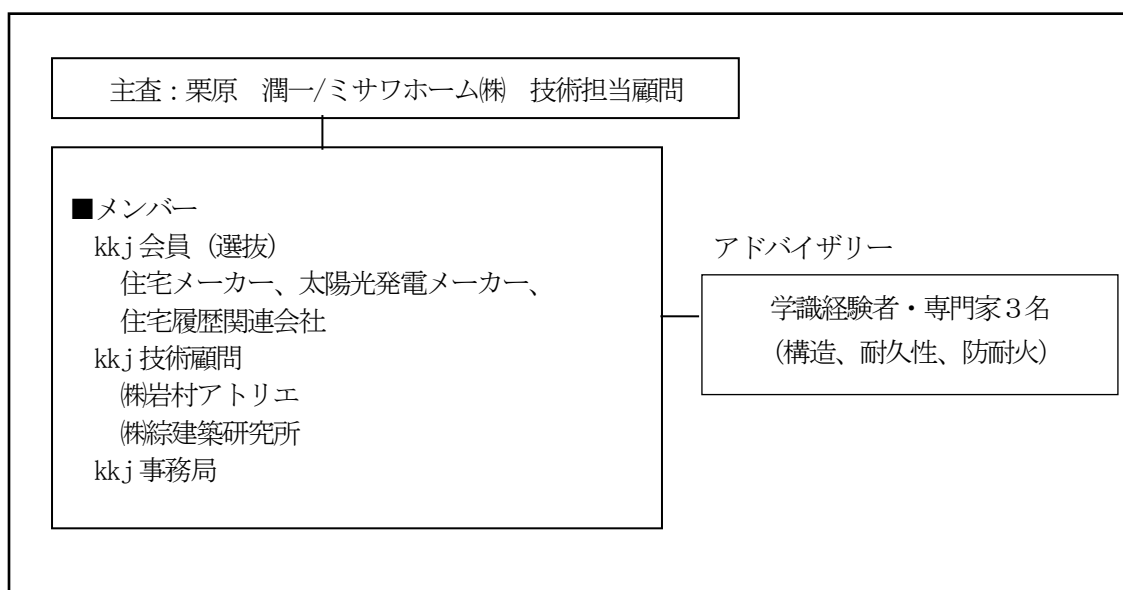 主査：栗原　潤一/ミサワホーム㈱　技術担当顧問
■メンバー
kkj会員（選抜）
住宅メーカー、太陽光発電メーカー、
住宅履歴関連会社
kkj技術顧問
㈱岩村アトリエ
㈱綜建築研究所
kkj事務局
アドバイザリー
学識経験者・専門家３名
（構造、耐久性、防耐火）